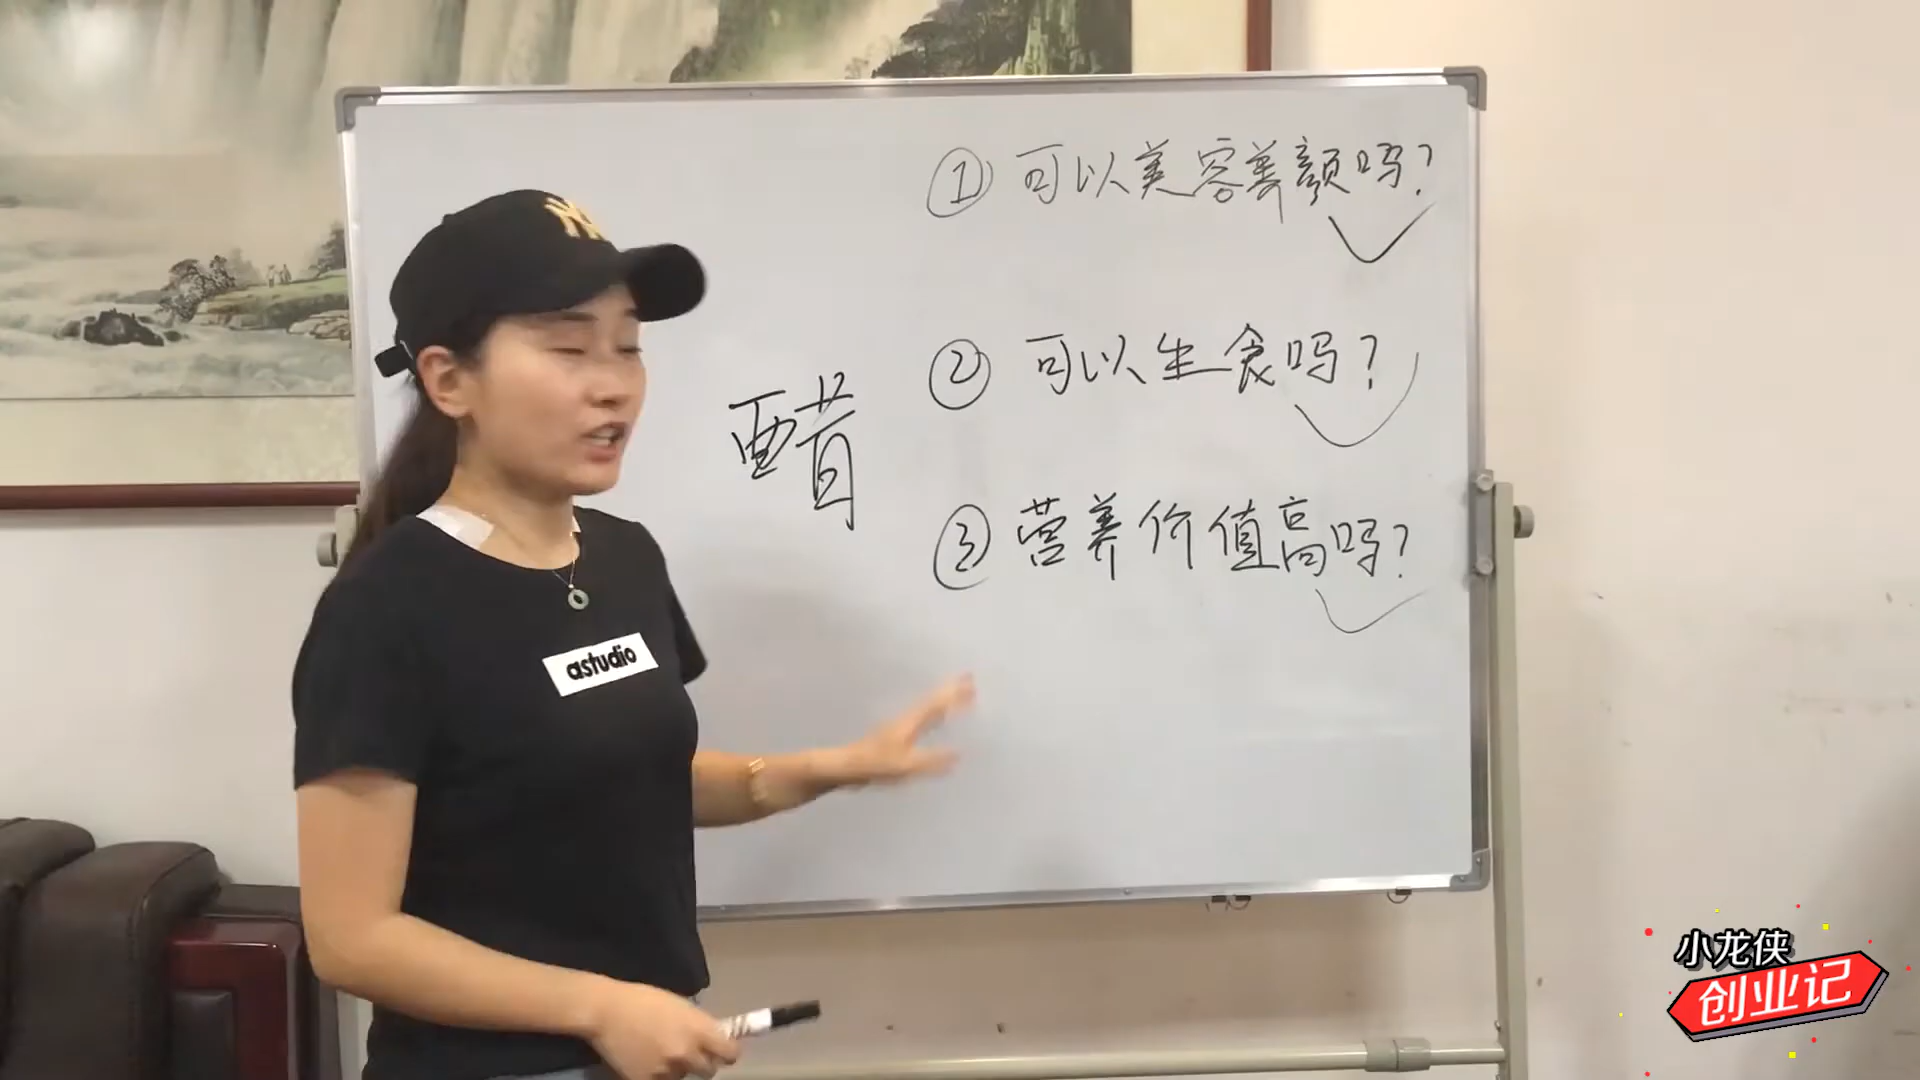 ① 可以美容养颜吗?
② 可以生食吗?
醋
③ 营养价值高吗?
NY
astudio
小龙侠
创业记